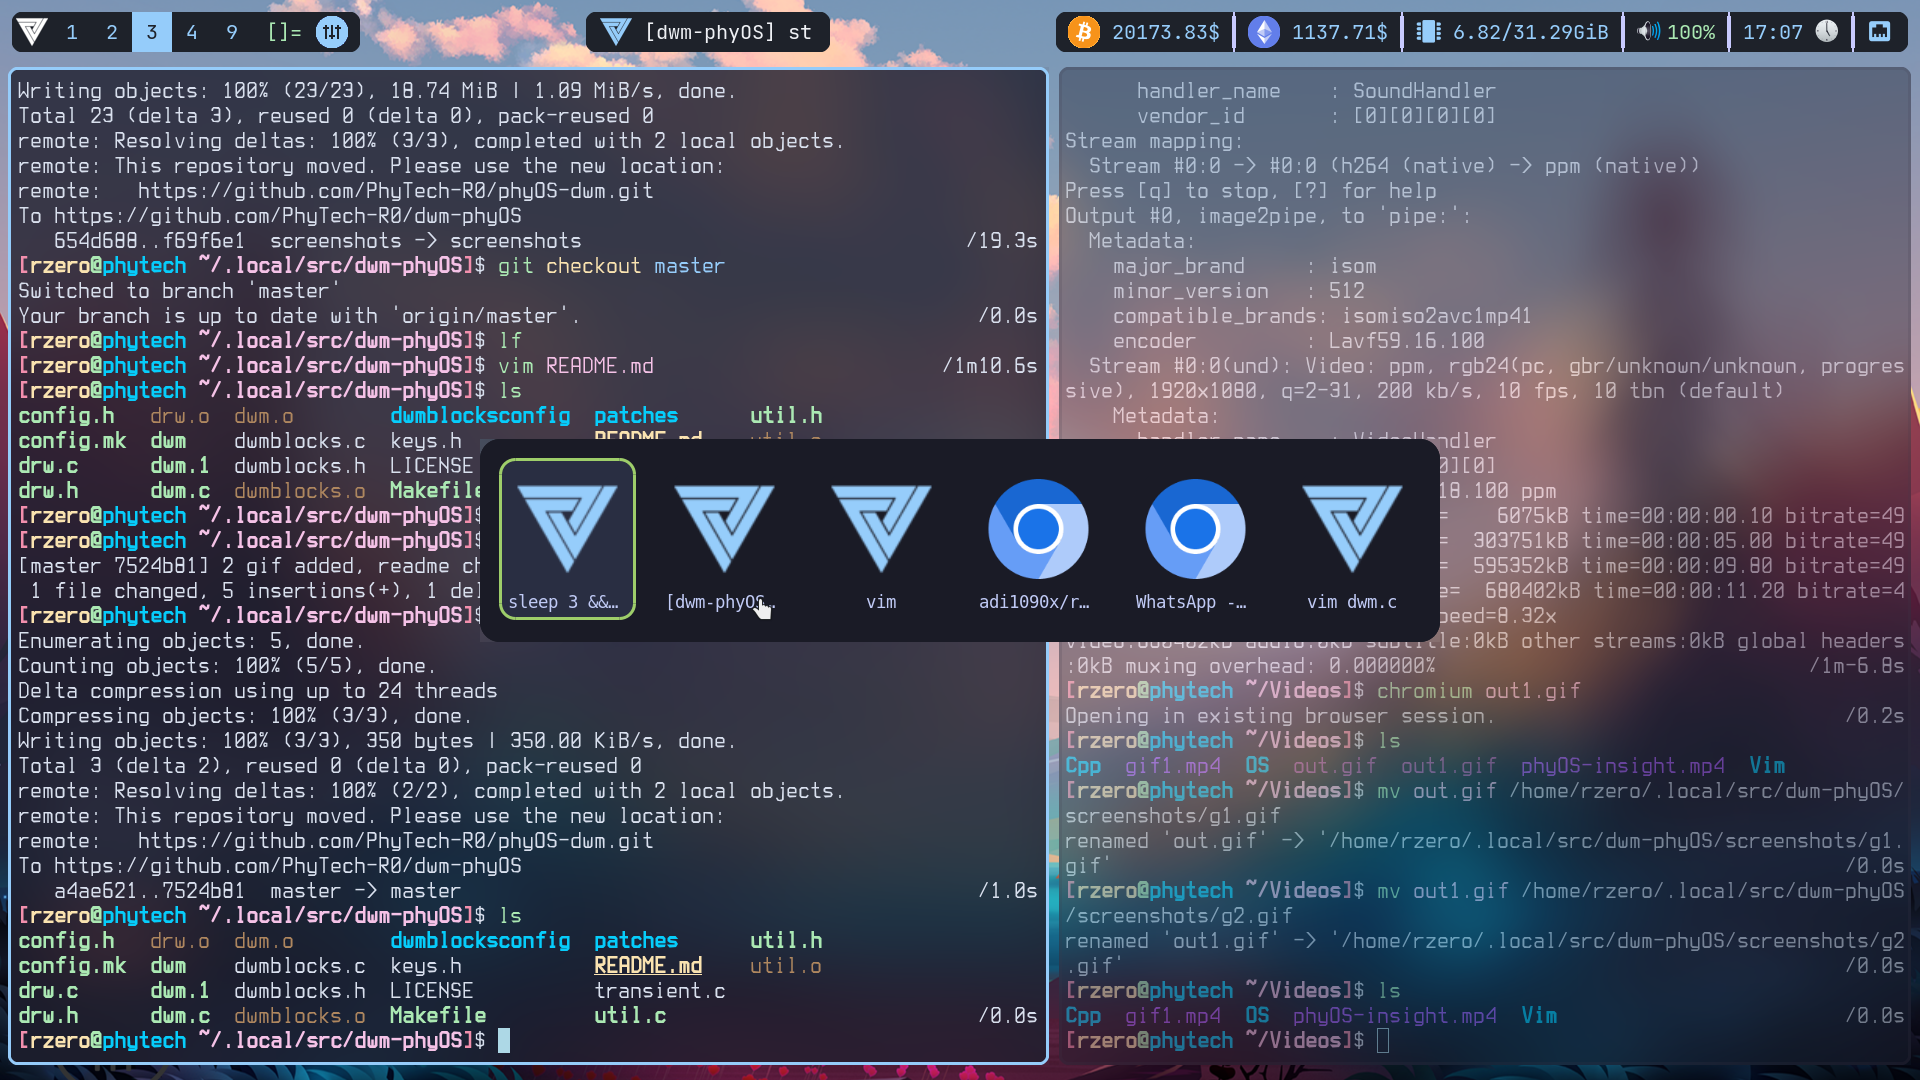 1 2 3 4 9 []=
[dwm-phyOS] st
20173.83$ 1137.71$ 6.82/31.29GiB 100% 17:07
Writing objects: 100% (23/23), 18.74 MiB | 1.09 MiB/s, done.
Total 23 (delta 3), reused 0 (delta 0), pack-reused 0
remote: Resolving deltas: 100% (3/3), completed with 2 local objects.
remote: This repository moved. Please use the new location:
remote:   https://github.com/PhyTech-R0/phyOS-dwm.git
To https://github.com/PhyTech-R0/dwm-phyOS
   654d688..f69f6e1  screenshots -> screenshots /19.3s
[rzero@phytech ~/.local/src/dwm-phyOS]$ git checkout master
Switched to branch 'master'
Your branch is up to date with 'origin/master'. /0.0s
[rzero@phytech ~/.local/src/dwm-phyOS]$ lf
[rzero@phytech ~/.local/src/dwm-phyOS]$ vim README.md /1m10.6s
[rzero@phytech ~/.local/src/dwm-phyOS]$ ls
config.h   drw.o  dwm.o        dwmblocksconfig  patches      util.h
config.mk  dwm    dwmblocks.c  keys.h           README.md    util.o
drw.c      dwm.1  dwmblocks.h  LICENSE
drw.h      dwm.c  dwmblocks.o  Makefile
[rzero@phytech ~/.local/src/dwm-phyOS]$
[rzero@phytech ~/.local/src/dwm-phyOS]$
[master 7524b81] 2 gif added, readme ch
 1 file changed, 5 insertions(+), 1 del
[rzero@phytech ~/.local/src/dwm-phyOS]$
Enumerating objects: 5, done.
Counting objects: 100% (5/5), done.
Delta compression using up to 24 threads
Compressing objects: 100% (3/3), done.
Writing objects: 100% (3/3), 350 bytes | 350.00 KiB/s, done.
Total 3 (delta 2), reused 0 (delta 0), pack-reused 0
remote: Resolving deltas: 100% (2/2), completed with 2 local objects.
remote: This repository moved. Please use the new location:
remote:   https://github.com/PhyTech-R0/phyOS-dwm.git
To https://github.com/PhyTech-R0/dwm-phyOS
   a4ae621..7524b81  master -> master /1.0s
[rzero@phytech ~/.local/src/dwm-phyOS]$ ls
config.h   drw.o  dwm.o        dwmblocksconfig  patches      util.h
config.mk  dwm    dwmblocks.c  keys.h           README.md    util.o
drw.c      dwm.1  dwmblocks.h  LICENSE          transient.c
drw.h      dwm.c  dwmblocks.o  Makefile         util.c /0.0s
[rzero@phytech ~/.local/src/dwm-phyOS]$
sleep 3 &&... [dwm-phyOS... vim adi1090x/r... WhatsApp -... vim dwm.c
      handler_name    : SoundHandler
      vendor_id       : [0][0][0][0]
Stream mapping:
  Stream #0:0 -> #0:0 (h264 (native) -> ppm (native))
Press [q] to stop, [?] for help
Output #0, image2pipe, to 'pipe:':
  Metadata:
    major_brand     : isom
    minor_version   : 512
    compatible_brands: isomiso2avc1mp41
    encoder         : Lavf59.16.100
  Stream #0:0(und): Video: ppm, rgb24(pc, gbr/unknown/unknown, progres
sive), 1920x1080, q=2-31, 200 kb/s, 10 fps, 10 tbn (default)
    Metadata:
      handler_name    : VideoHandler
0][0]
18.100 ppm
=    6075kB time=00:00:00.10 bitrate=49
=  303751kB time=00:00:05.00 bitrate=49
=  595352kB time=00:00:09.80 bitrate=49
=  680402kB time=00:00:11.20 bitrate=4
peed=8.32x
video:680402kB audio:0kB subtitle:0kB other streams:0kB global headers
:0kB muxing overhead: 0.000000% /1m-6.8s
[rzero@phytech ~/Videos]$ chromium out1.gif
Opening in existing browser session. /0.2s
[rzero@phytech ~/Videos]$ ls
Cpp  gif1.mp4  OS  out.gif  out1.gif  phyOS-insight.mp4  Vim
[rzero@phytech ~/Videos]$ mv out.gif /home/rzero/.local/src/dwm-phyOS/
screenshots/g1.gif
renamed 'out.gif' -> '/home/rzero/.local/src/dwm-phyOS/screenshots/g1.
gif' /0.0s
[rzero@phytech ~/Videos]$ mv out1.gif /home/rzero/.local/src/dwm-phyOS
/screenshots/g2.gif
renamed 'out1.gif' -> '/home/rzero/.local/src/dwm-phyOS/screenshots/g2
.gif' /0.0s
[rzero@phytech ~/Videos]$ ls
Cpp  gif1.mp4  OS  phyOS-insight.mp4  Vim /0.0s
[rzero@phytech ~/Videos]$